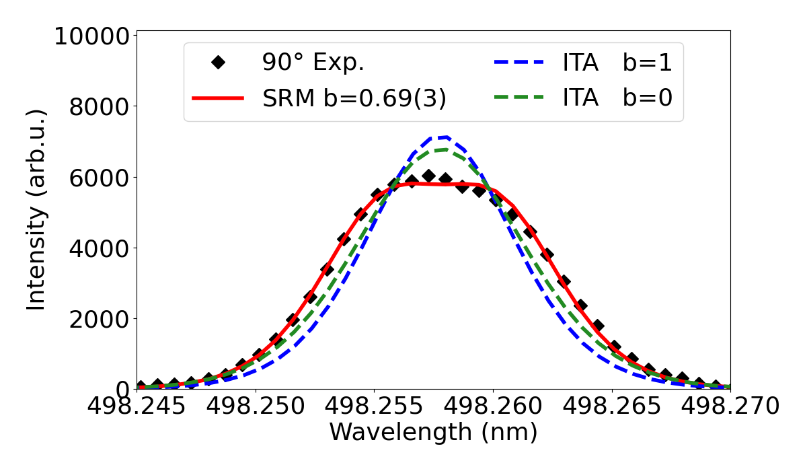 10000
8000
6000
4000
2000
0
Intensity (arb.u.)
90° Exp.
SRM b=0.69(3)
ITA b=1
ITA b=0
498.245 498.250 498.255 498.260 498.265 498.270
Wavelength (nm)